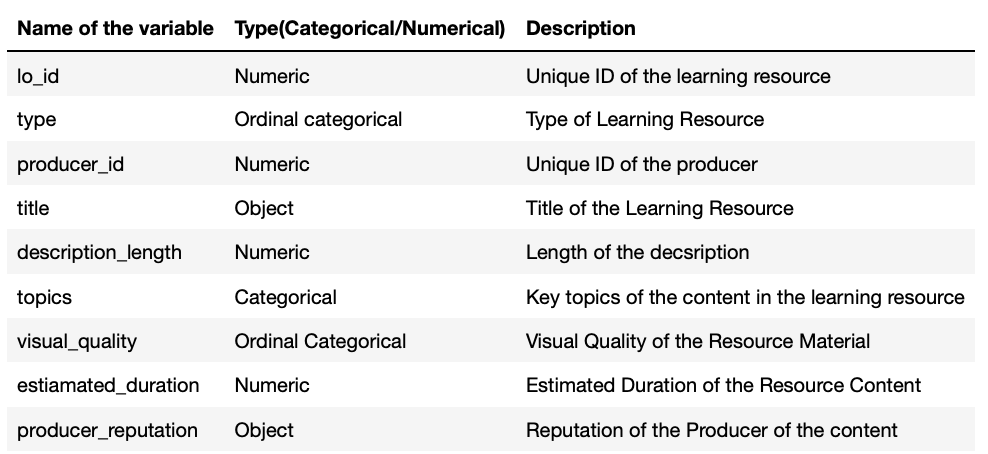 Name of the variable Type(Categorical/Numerical) Description
lo_id Numeric Unique ID of the learning resource
type Ordinal categorical Type of Learning Resource
producer_id Numeric Unique ID of the producer
title Object Title of the Learning Resource
description_length Numeric Length of the decsription
topics Categorical Key topics of the content in the learning resource
visual_quality Ordinal Categorical Visual Quality of the Resource Material
estiamated_duration Numeric Estimated Duration of the Resource Content
producer_reputation Object Reputation of the Producer of the content